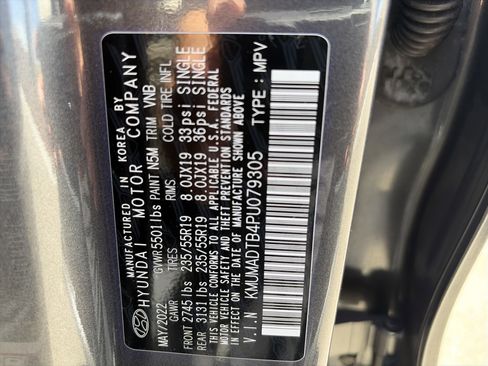 MFD. IN KOREA BY
HYUNDAI MOTOR COMPANY
MAY/2022 GVWR 5501 lbs PAINT N5M TRIM VNB
GAWR TIRES RIMS COLD TIRE INFL
FRONT 2745 lbs 235/55R19 8.0JX19 33psi SINGLE
REAR 3131 lbs 235/55R19 8.0JX19 36psi SINGLE
THIS VEHICLE CONFORMS TO ALL APPLICABLE U.S.A. FEDERAL
MOTOR VEHICLE SAFETY AND THEFT PREVENTION STANDARDS
IN EFFECT ON THE DATE OF MANUFACTURE SHOWN ABOVE
V.I.N KMUMADTB4PU079305 TYPE : MPV